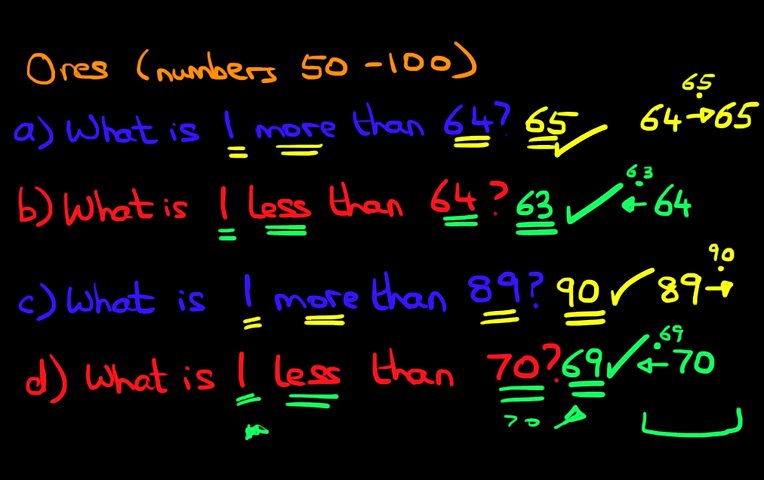 Ones (numbers 50 - 100)
65
a) What is 1 more than 64? 65 64 → 65
63
b) What is 1 less than 64? 63 ← 64
90
c) What is 1 more than 89? 90 89 →
69
d) What is 1 less than 70? 69 ← 70
70